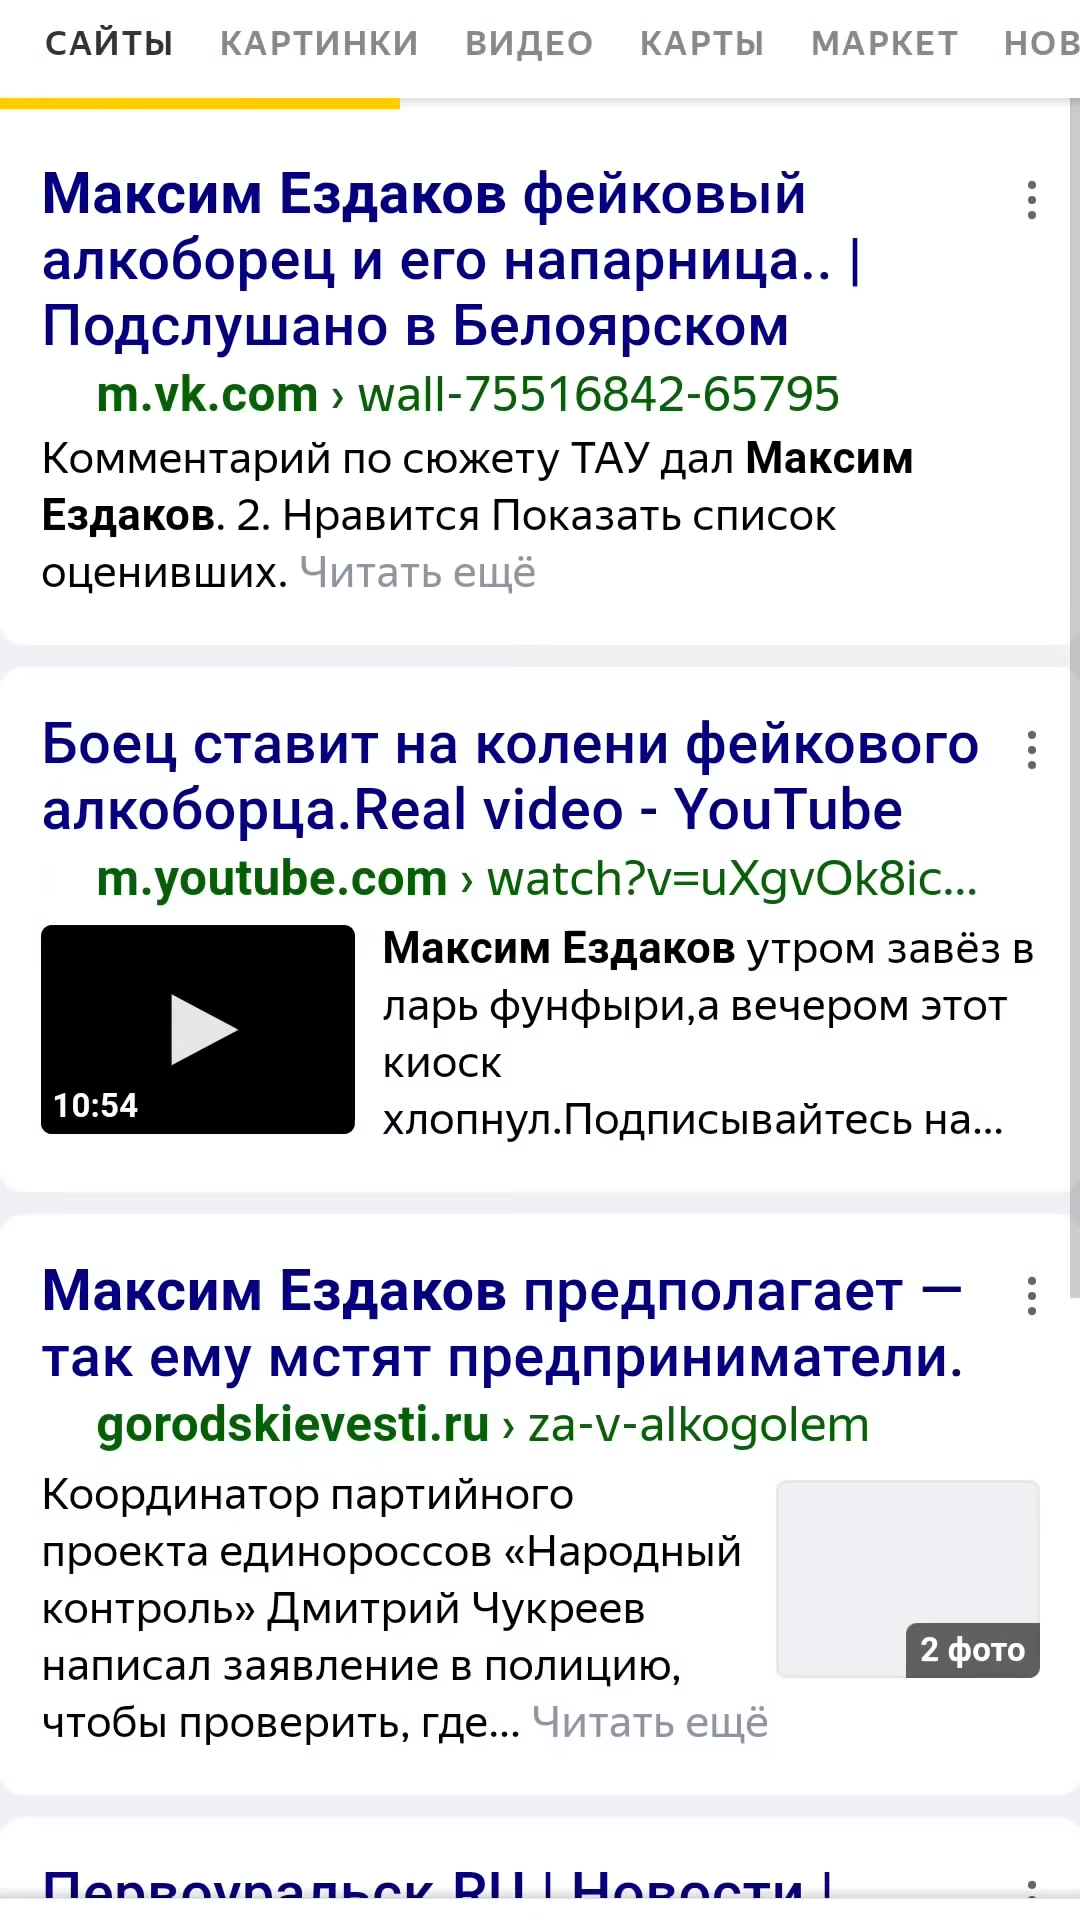 САЙТЫ КАРТИНКИ ВИДЕО КАРТЫ МАРКЕТ НОВ
Максим Ездаков фейковый
алкоборец и его напарница.. |
Подслушано в Белоярском
m.vk.com › wall-75516842-65795
Комментарий по сюжету ТАУ дал Максим
Ездаков. 2. Нравится Показать список
оценивших. Читать ещё
Боец ставит на колени фейкового
алкоборца.Real video - YouTube
m.youtube.com › watch?v=uXgvOk8ic...
10:54
Максим Ездаков утром завёз в
ларь фунфыри,а вечером этот
киоск
хлопнул.Подписывайтесь на...
Максим Ездаков предполагает —
так ему мстят предприниматели.
gorodskievesti.ru › za-v-alkogolem
Координатор партийного
проекта единороссов «Народный
контроль» Дмитрий Чукреев
написал заявление в полицию,
чтобы проверить, где... Читать ещё
2 фото
Первоуральск.RU | Новости |